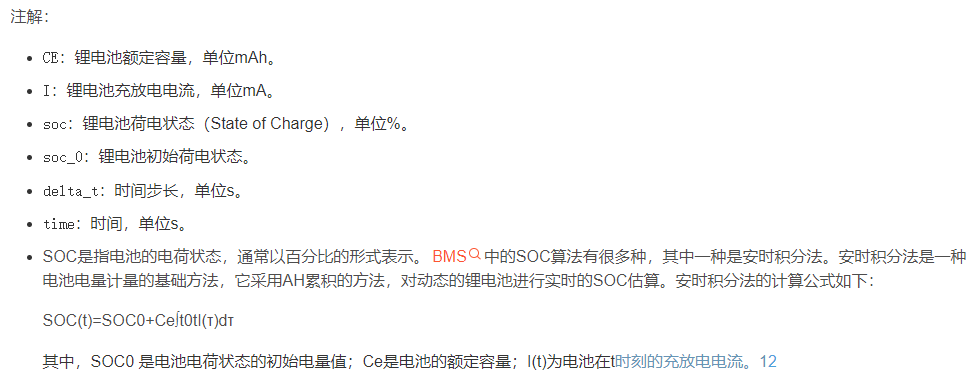 注解：
CE：锂电池额定容量，单位mAh。
I：锂电池充放电电流，单位mA。
soc：锂电池荷电状态（State of Charge），单位%。
soc_0：锂电池初始荷电状态。
delta_t：时间步长，单位s。
time：时间，单位s。
SOC是指电池的电荷状态，通常以百分比的形式表示。 BMS 中的SOC算法有很多种，其中一种是安时积分法。安时积分法是一种
电池电量计量的基础方法，它采用AH累积的方法，对动态的锂电池进行实时的SOC估算。安时积分法的计算公式如下：
SOC(t)=SOC0+Ce∫t0tI(τ)dτ
其中，SOC0 是电池电荷状态的初始电量值；Ce是电池的额定容量；I(t)为电池在t时刻的充放电电流。12